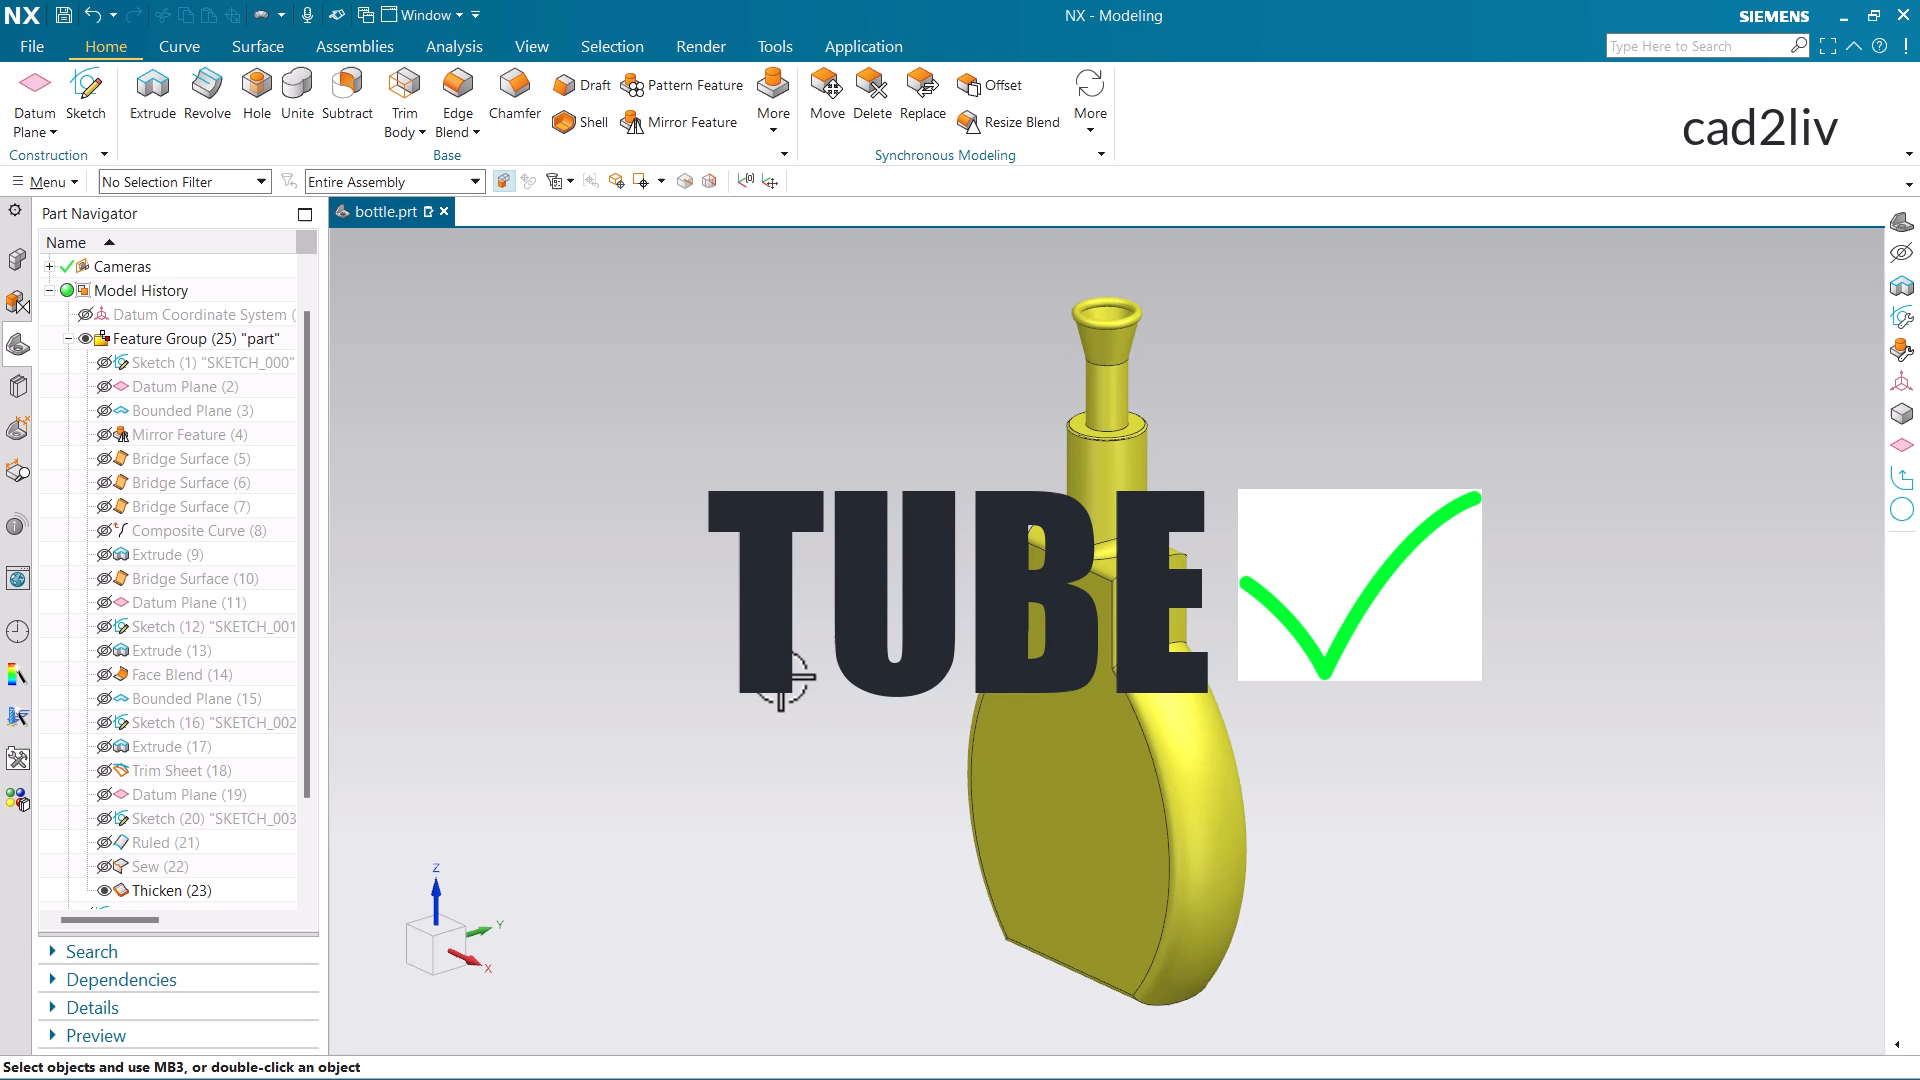 NX
Window
NX - Modeling
SIEMENS
File
Home
Curve
Surface
Assemblies
Analysis
View
Selection
Render
Tools
Application
Type Here to Search
Datum Plane
Sketch
Extrude
Revolve
Hole
Unite
Subtract
Trim Body
Edge Blend
Chamfer
Draft
Shell
Pattern Feature
Mirror Feature
More
Move
Delete
Replace
Offset
Resize Blend
More
cad2liv
Construction
Base
Synchronous Modeling
Menu
No Selection Filter
Entire Assembly
Part Navigator
bottle.prt
Name
Cameras
Model History
Datum Coordinate System (
Feature Group (25) "part"
Sketch (1) "SKETCH_000"
Datum Plane (2)
Bounded Plane (3)
Mirror Feature (4)
Bridge Surface (5)
Bridge Surface (6)
Bridge Surface (7)
Composite Curve (8)
Extrude (9)
Bridge Surface (10)
Datum Plane (11)
Sketch (12) "SKETCH_001
Extrude (13)
Face Blend (14)
Bounded Plane (15)
Sketch (16) "SKETCH_002
Extrude (17)
Trim Sheet (18)
Datum Plane (19)
Sketch (20) "SKETCH_003
Ruled (21)
Sew (22)
Thicken (23)
TUBE
Z
Y
X
Search
Dependencies
Details
Preview
Select objects and use MB3, or double-click an object